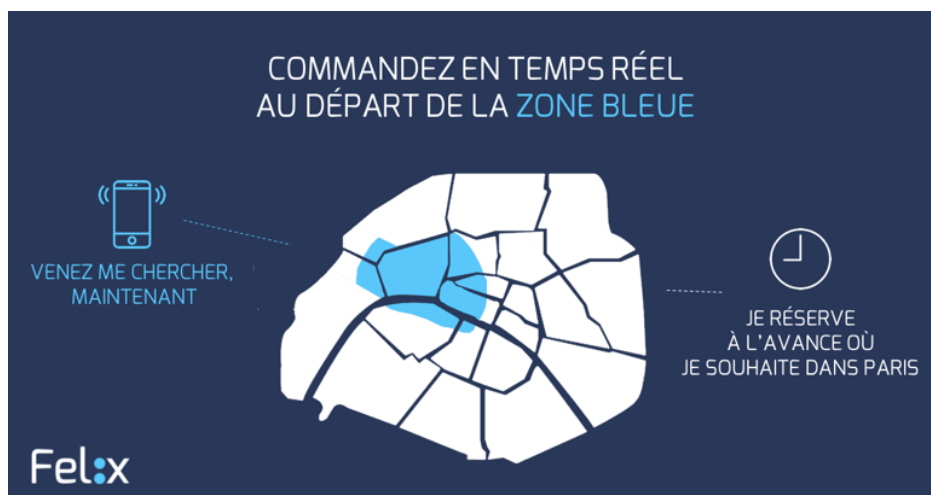 COMMANDEZ EN TEMPS RÉEL
AU DÉPART DE LA ZONE BLEUE
VENEZ ME CHERCHER,
MAINTENANT
JE RÉSERVE
À L'AVANCE OÙ
JE SOUHAITE DANS PARIS
Fel:x